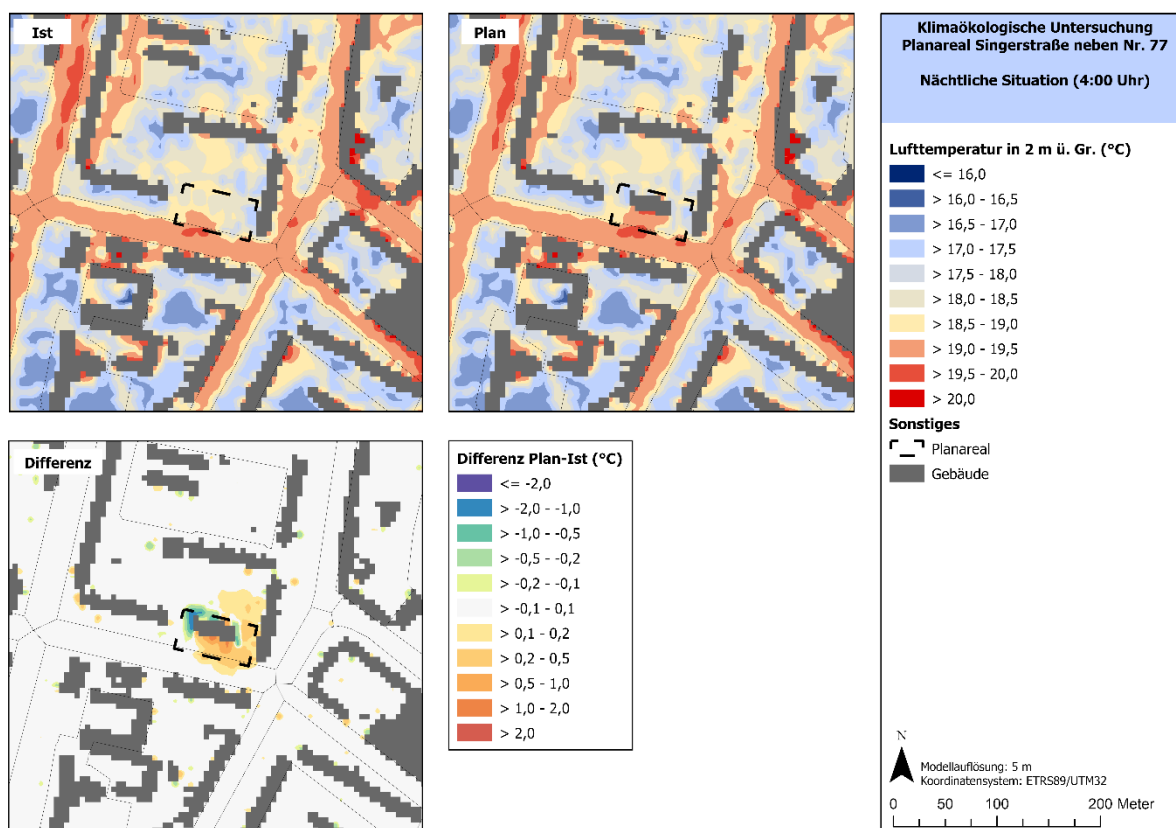 Ist
Plan
Klimaökologische Untersuchung
Planareal Singerstraße neben Nr. 77
Nächtliche Situation (4:00 Uhr)
Lufttemperatur in 2 m ü. Gr. (°C)
<= 16,0
> 16,0 - 16,5
> 16,5 - 17,0
> 17,0 - 17,5
> 17,5 - 18,0
> 18,0 - 18,5
> 18,5 - 19,0
> 19,0 - 19,5
> 19,5 - 20,0
> 20,0
Sonstiges
Planareal
Gebäude
Differenz
Differenz Plan-Ist (°C)
<= -2,0
> -2,0 - -1,0
> -1,0 - -0,5
> -0,5 - -0,2
> -0,2 - -0,1
> -0,1 - 0,1
> 0,1 - 0,2
> 0,2 - 0,5
> 0,5 - 1,0
> 1,0 - 2,0
> 2,0
N
Modellauflösung: 5 m
Koordinatensystem: ETRS89/UTM32
0 50 100 200 Meter